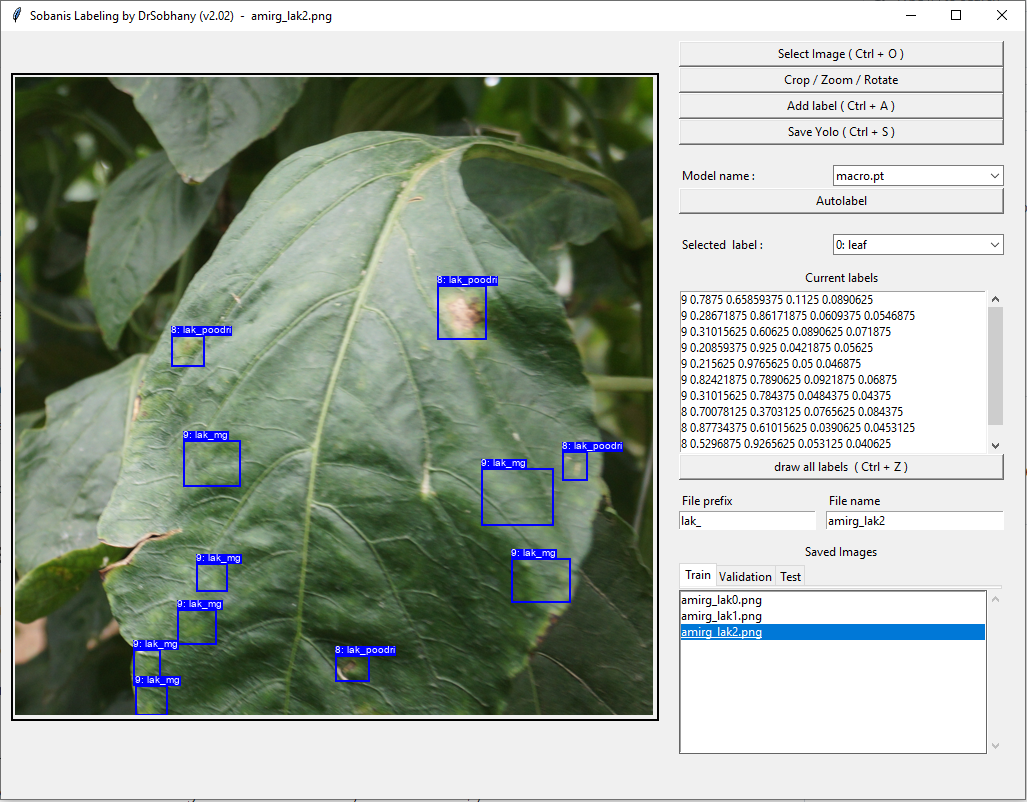 Sobanis Labeling by DrSobhany (v2.02)  -  amirg_lak2.png
Select Image ( Ctrl + O )
Crop / Zoom / Rotate
Add label ( Ctrl + A )
Save Yolo ( Ctrl + S )
Model name :
macro.pt
Autolabel
Selected  label :
0: leaf
Current labels
9 0.7875 0.65859375 0.1125 0.0890625
9 0.28671875 0.86171875 0.0609375 0.0546875
9 0.31015625 0.60625 0.0890625 0.071875
9 0.20859375 0.925 0.0421875 0.05625
9 0.215625 0.9765625 0.05 0.046875
9 0.82421875 0.7890625 0.0921875 0.06875
9 0.31015625 0.784375 0.0484375 0.04375
8 0.70078125 0.3703125 0.0765625 0.084375
8 0.87734375 0.61015625 0.0390625 0.0453125
8 0.5296875 0.9265625 0.053125 0.040625
draw all labels  ( Ctrl + Z )
File prefix
File name
lak_
amirg_lak2
Saved Images
Train
Validation
Test
amirg_lak0.png
amirg_lak1.png
amirg_lak2.png
8: lak_poodri
8: lak_poodri
9: lak_mg
8: lak_poodri
9: lak_mg
9: lak_mg
9: lak_mg
9: lak_mg
9: lak_mg
8: lak_poodri
9: lak_mg